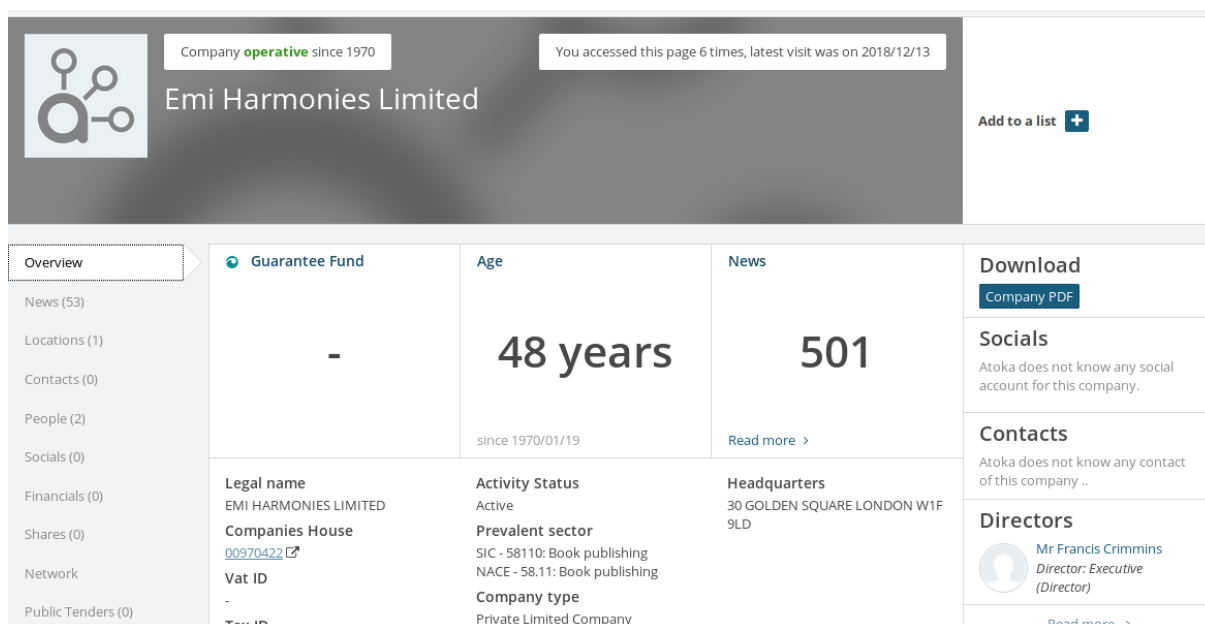 Company operative since 1970
You accessed this page 6 times, latest visit was on 2018/12/13
Emi Harmonies Limited
Add to a list
Overview
News (53)
Locations (1)
Contacts (0)
People (2)
Socials (0)
Financials (0)
Shares (0)
Network
Public Tenders (0)
Guarantee Fund
-
Age
48 years
since 1970/01/19
News
501
Read more >
Legal name
EMI HARMONIES LIMITED
Companies House
00970422
Vat ID
-
Tax ID
Activity Status
Active
Prevalent sector
SIC - 58110: Book publishing
NACE - 58.11: Book publishing
Company type
Private Limited Company
Headquarters
30 GOLDEN SQUARE LONDON W1F
9LD
Download
Company PDF
Socials
Atoka does not know any social
account for this company.
Contacts
Atoka does not know any contact
of this company ..
Directors
Mr Francis Crimmins
Director: Executive
(Director)
Read more >